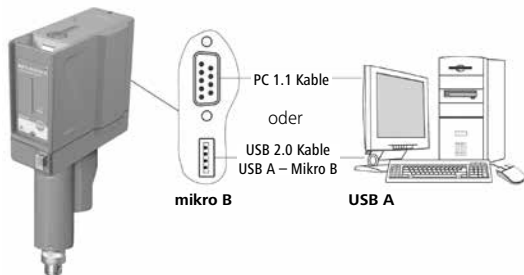 PC 1.1 Kable
oder
USB 2.0 Kable
USB A – Mikro B
mikro B
USB A